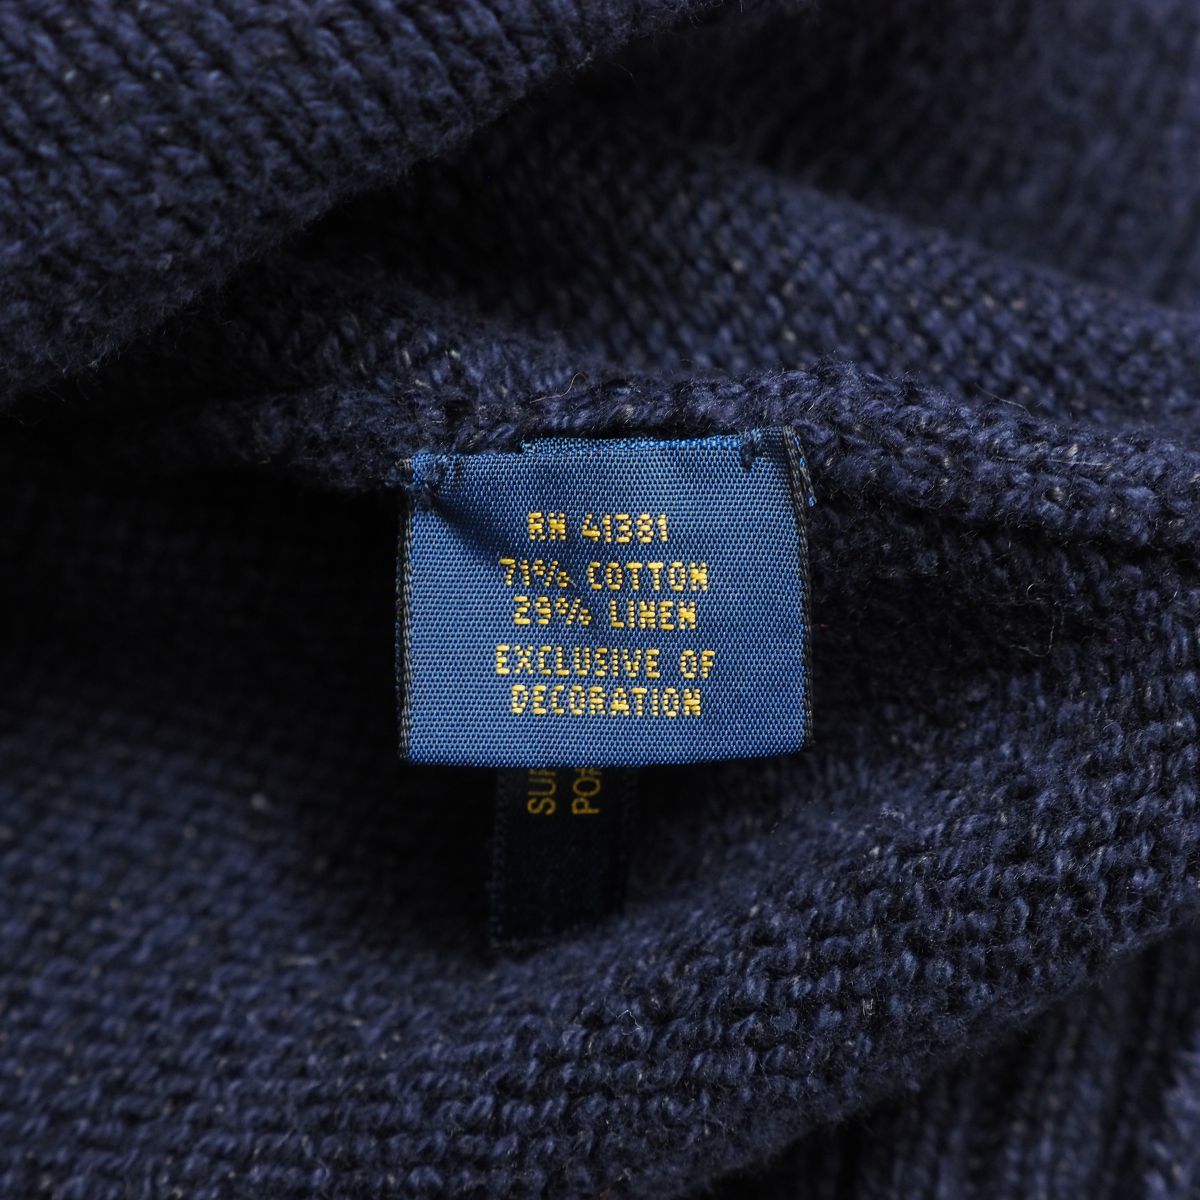 RN 41381
71% COTTON
29% LINEN
EXCLUSIVE OF
DECORATION